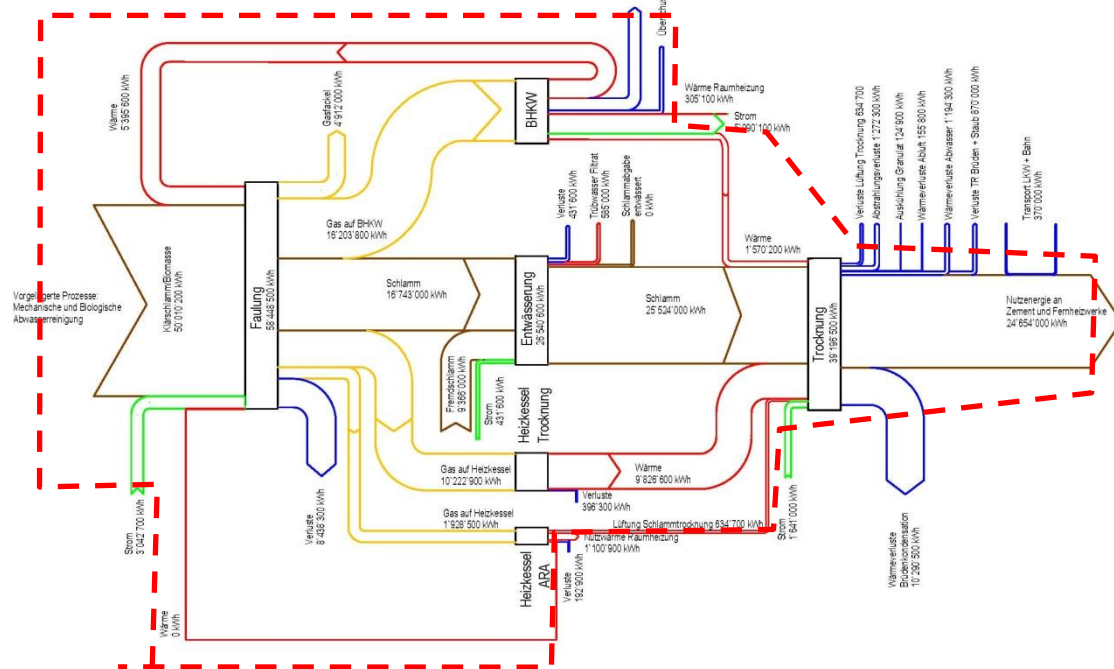 Wärme
5'395'600 kWh
Gasfackel
4'912'000 kWh
BHKW
Wärme Raumheizung
305'100 kWh
Strom
5'090'100 kWh
Gas auf BHKW
16'203'800 kWh
Vorgelagerte Prozesse:
Mechanische und Biologische
Abwasserreinigung
Klärschlamm/Biomasse
50'010'200 kWh
Faulung
58'448'500 kWh
Schlamm
16'743'000 kWh
Entwässerung
26'540'600 kWh
Verluste
431'600 kWh
Trübwasser Filtrat
585'000 kWh
Schlammabgabe
entwässert
0 kWh
Schlamm
25'524'000 kWh
Wärme
1'570'200 kWh
Trocknung
39'196'500 kWh
Verluste Lüftung Trocknung 634'700
Abstrahlungsverluste 1'272'300 kWh
Auskühlung Granulat 124'900 kWh
Wärmeverluste Abluft 155'800 kWh
Wärmeverluste Abwasser 1'194'300 kWh
Verluste TR Brüden + Staub 870'000 kWh
Transport LKW + Bahn
370'000 kWh
Nutzenergie an
Zement und Fernheizwerke
24'654'000 kWh
Fremdschlamm
9'366'000 kWh
Strom
431'600 kWh
Heizkessel
Trocknung
Gas auf Heizkessel
10'222'900 kWh
Wärme
9'826'600 kWh
Verluste
396'300 kWh
Gas auf Heizkessel
1'928'500 kWh
Heizkessel
ARA
Lüftung Schlammtrocknung 634'700 kWh
Nutzwärme Raumheizung
1'100'900 kWh
Verluste
192'900 kWh
Strom
3'042'700 kWh
Verluste
8'438'300 kWh
Wärme
0 kWh
Strom
1'641'000 kWh
Wärmeverluste
Brüdenkondensation
10'290'500 kWh